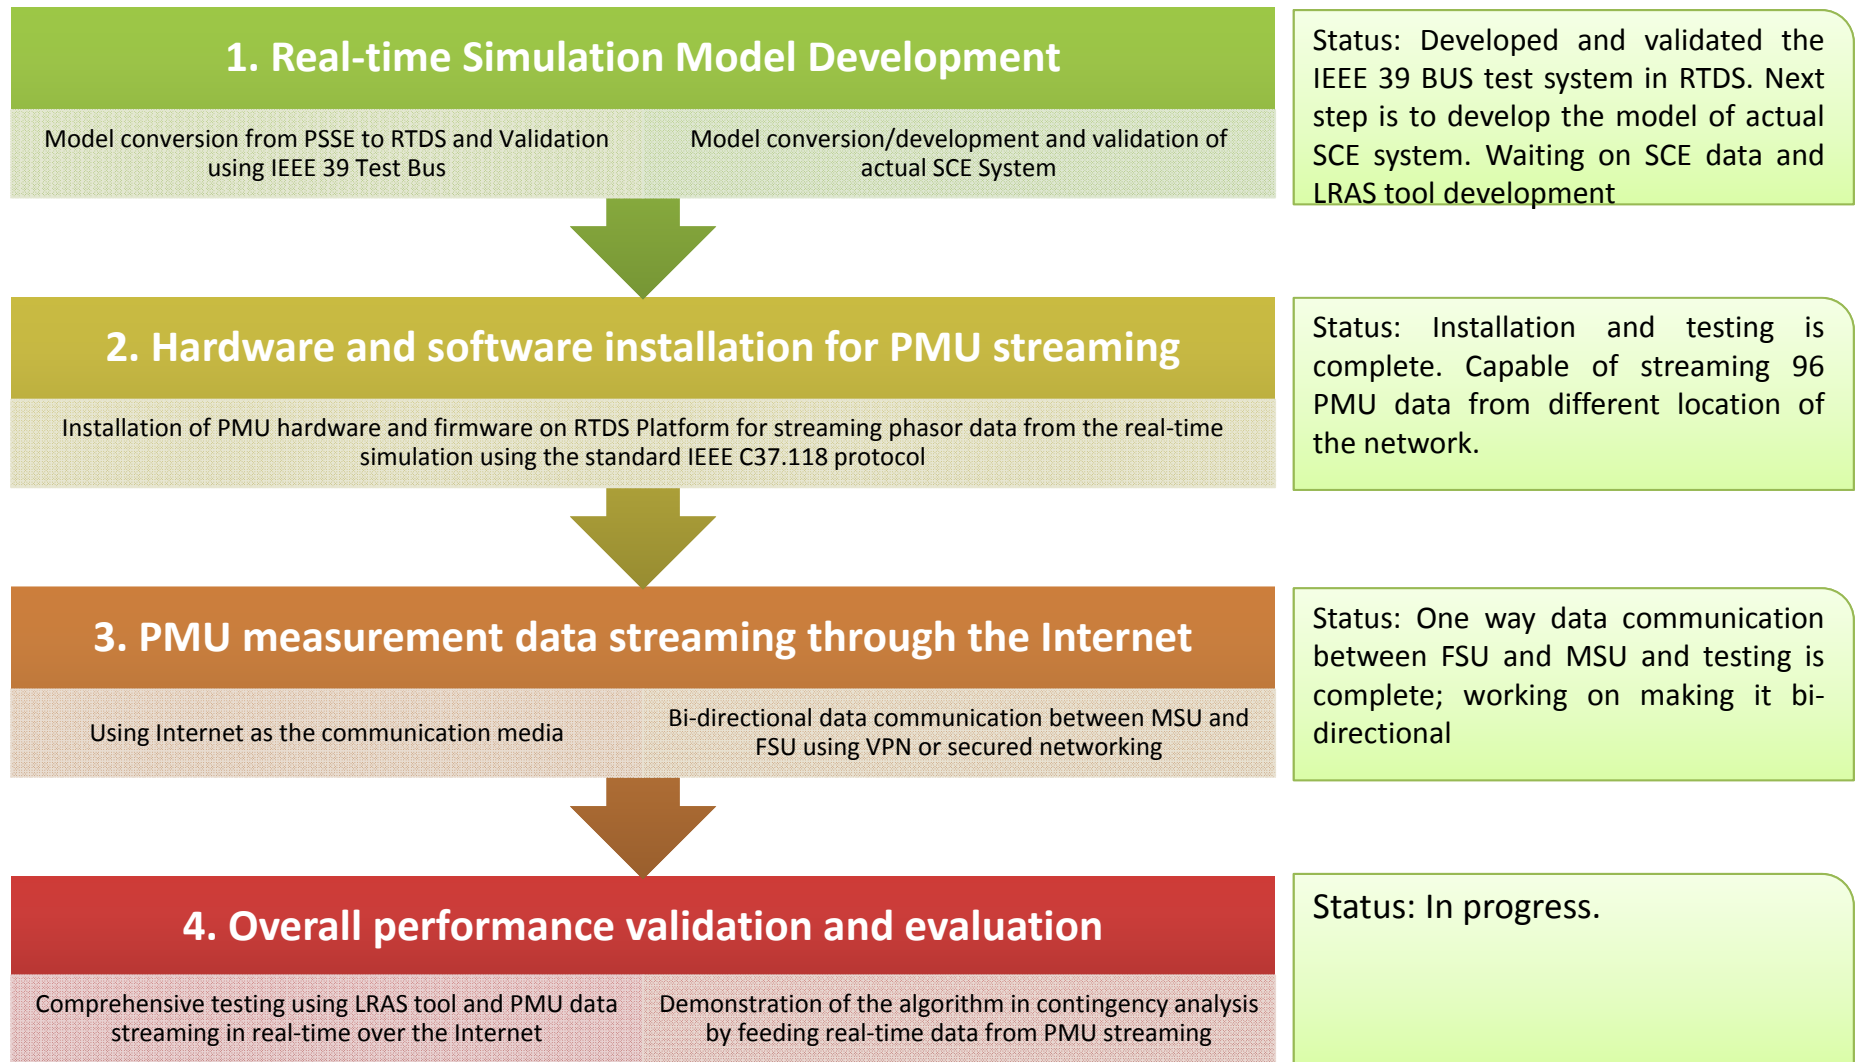 1. Real-time Simulation Model Development
Model conversion from PSSE to RTDS and Validation
using IEEE 39 Test Bus
Model conversion/development and validation of
actual SCE System
Status: Developed and validated the
IEEE 39 BUS test system in RTDS. Next
step is to develop the model of actual
SCE system. Waiting on SCE data and
LRAS tool development
2. Hardware and software installation for PMU streaming
Installation of PMU hardware and firmware on RTDS Platform for streaming phasor data from the real-time
simulation using the standard IEEE C37.118 protocol
Status: Installation and testing is
complete. Capable of streaming 96
PMU data from different location of
the network.
3. PMU measurement data streaming through the Internet
Using Internet as the communication media
Bi-directional data communication between MSU and
FSU using VPN or secured networking
Status: One way data communication
between FSU and MSU and testing is
complete; working on making it bi-
directional
4. Overall performance validation and evaluation
Comprehensive testing using LRAS tool and PMU data
streaming in real-time over the Internet
Demonstration of the algorithm in contingency analysis
by feeding real-time data from PMU streaming
Status: In progress.